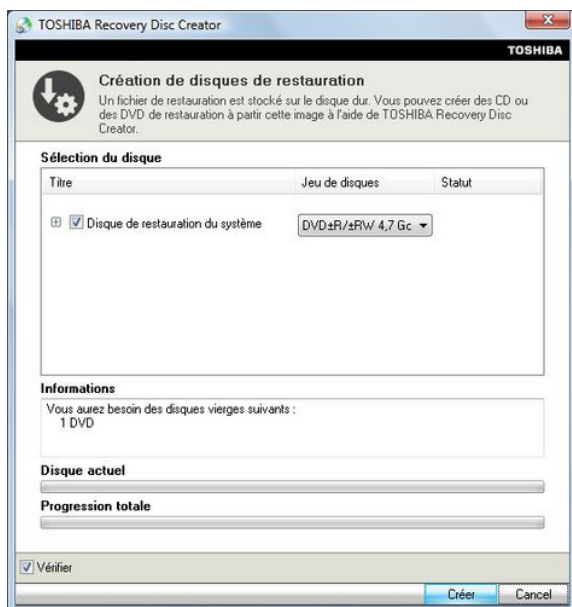 TOSHIBA Recovery Disc Creator
TOSHIBA
Création de disques de restauration
Un fichier de restauration est stocké sur le disque dur. Vous pouvez créer des CD ou
des DVD de restauration à partir cette image à l'aide de TOSHIBA Recovery Disc
Creator.
Sélection du disque
Titre Jeu de disques Statut
Disque de restauration du système DVD±R/±RW 4,7 Gc
Informations
Vous aurez besoin des disques vierges suivants :
1 DVD
Disque actuel
Progression totale
Vérifier
Créer Cancel